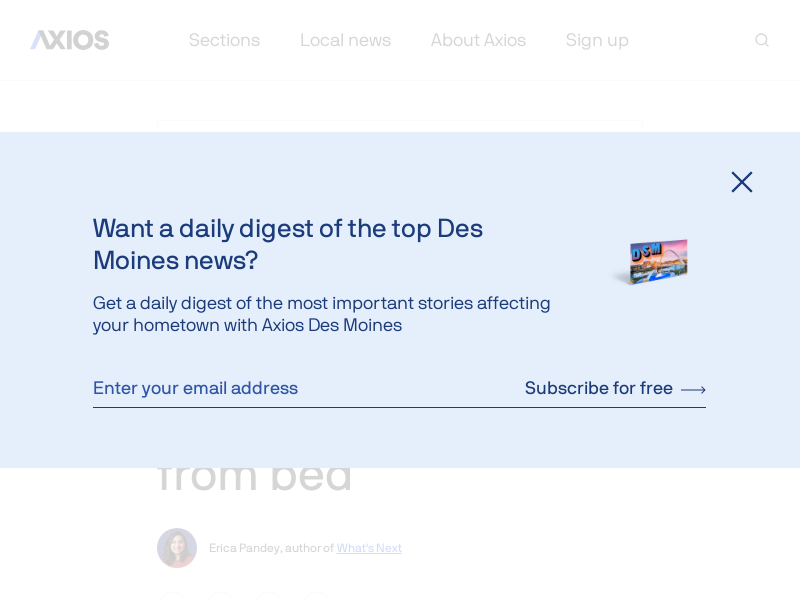 AXIOS
Sections
Local news
About Axios
Sign up
Want a daily digest of the top Des
Moines news?
DSM
Get a daily digest of the most important stories affecting
your hometown with Axios Des Moines
Enter your email address
Subscribe for free
from bed
Erica Pandey, author of What's Next